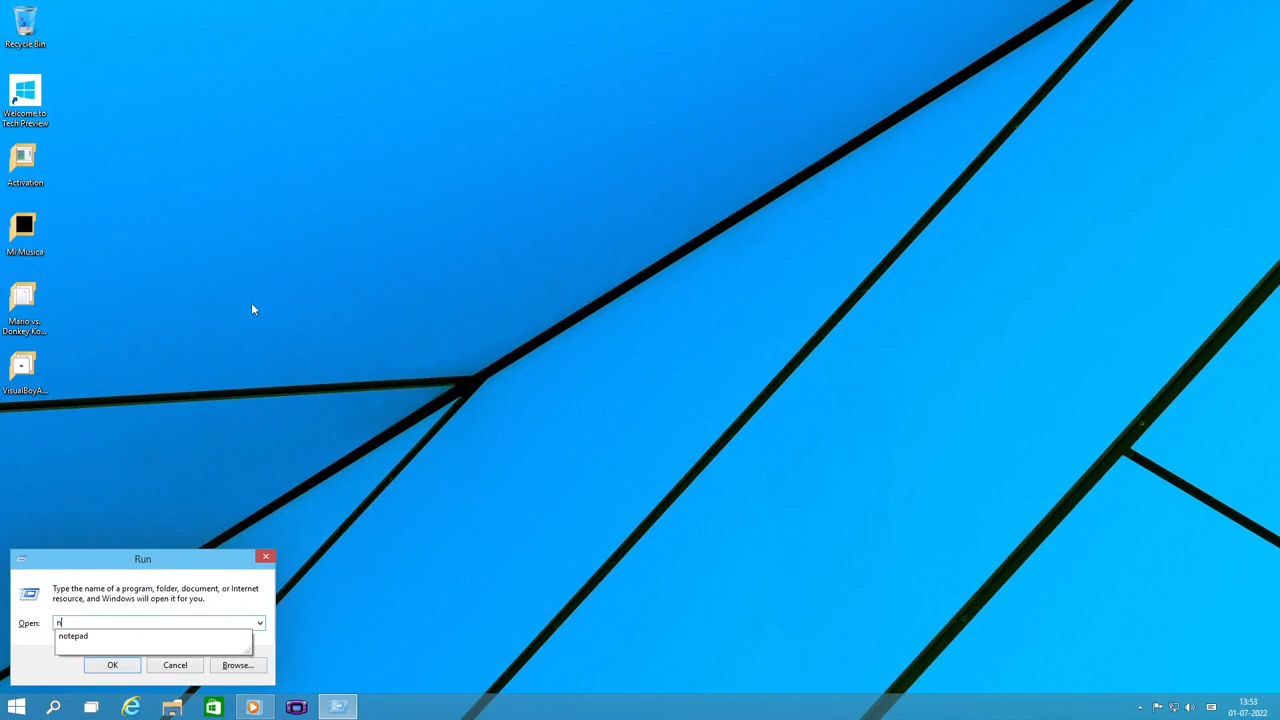 Recycle Bin
Welcome to
Tech Preview
Activation
Mi Musica
Mario vs.
Donkey Ko...
VisualBoyA...
Run
Type the name of a program, folder, document, or Internet
resource, and Windows will open it for you.
Open:
n
notepad
OK
Cancel
Browse...
13:53
01-07-2022